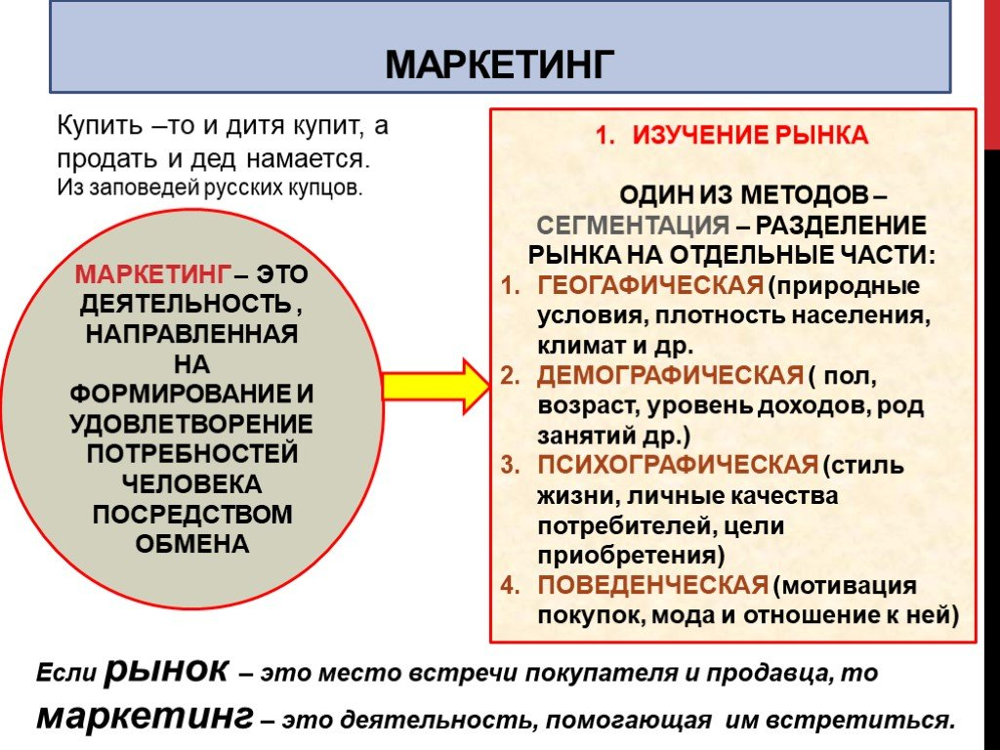 МАРКЕТИНГ
Купить –то и дитя купит, а
продать и дед намается.
Из заповедей русских купцов.
МАРКЕТИНГ – ЭТО
ДЕЯТЕЛЬНОСТЬ ,
НАПРАВЛЕННАЯ
НА
ФОРМИРОВАНИЕ И
УДОВЛЕТВОРЕНИЕ
ПОТРЕБНОСТЕЙ
ЧЕЛОВЕКА
ПОСРЕДСТВОМ
ОБМЕНА
1. ИЗУЧЕНИЕ РЫНКА
ОДИН ИЗ МЕТОДОВ –
СЕГМЕНТАЦИЯ – РАЗДЕЛЕНИЕ
РЫНКА НА ОТДЕЛЬНЫЕ ЧАСТИ:
1. ГЕОГАФИЧЕСКАЯ (природные
условия, плотность населения,
климат и др.
2. ДЕМОГРАФИЧЕСКАЯ ( пол,
возраст, уровень доходов, род
занятий др.)
3. ПСИХОГРАФИЧЕСКАЯ (стиль
жизни, личные качества
потребителей, цели
приобретения)
4. ПОВЕДЕНЧЕСКАЯ (мотивация
покупок, мода и отношение к ней)
Если рынок – это место встречи покупателя и продавца, то
маркетинг – это деятельность, помогающая им встретиться.